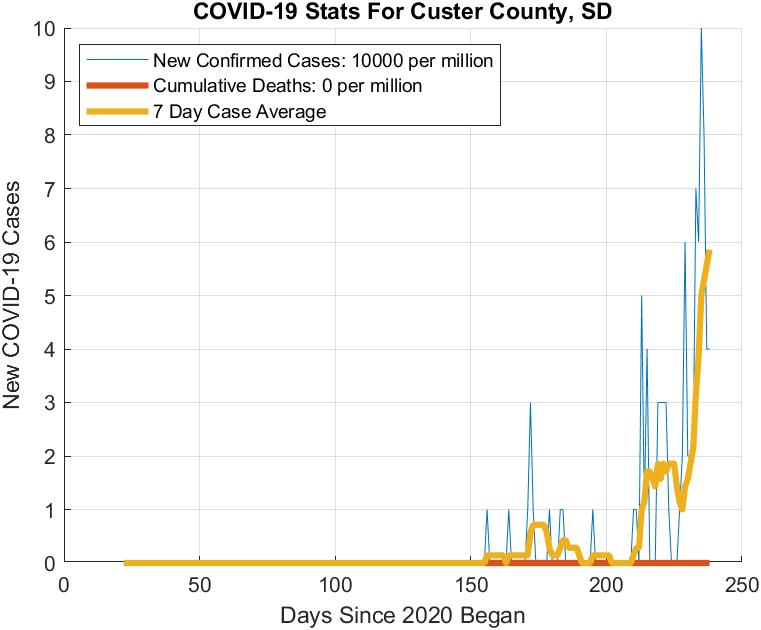 COVID-19 Stats For Custer County, SD
10
9
8
7
6
5
4
3
2
1
0
New COVID-19 Cases
New Confirmed Cases: 10000 per million
Cumulative Deaths: 0 per million
7 Day Case Average
0 50 100 150 200 250
Days Since 2020 Began